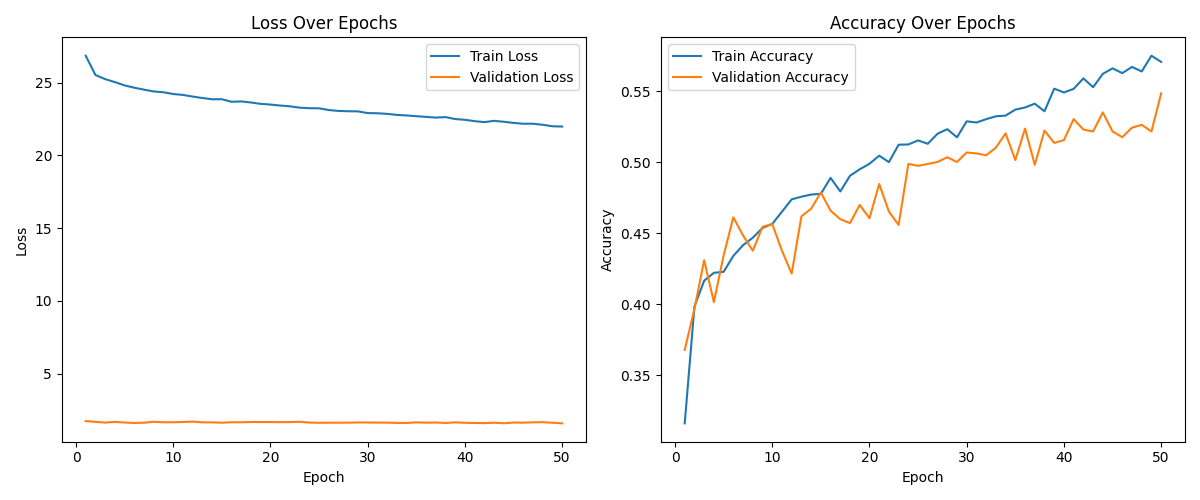 Loss Over Epochs
Train Loss
Validation Loss
Loss
25
20
15
10
5
0
10
20
30
40
50
Epoch
Accuracy Over Epochs
Train Accuracy
Validation Accuracy
Accuracy
0.55
0.50
0.45
0.40
0.35
0
10
20
30
40
50
Epoch